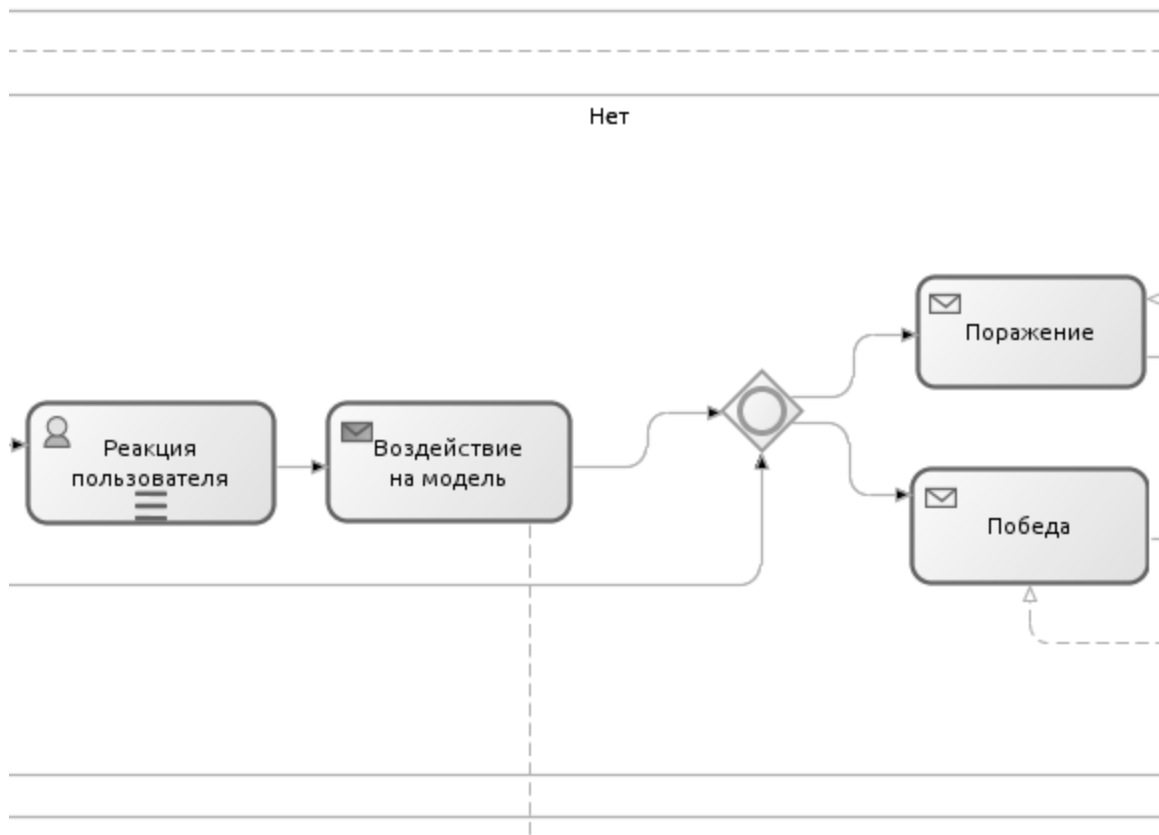 Нет
Поражение
Реакция
пользователя
Воздействие
на модель
Победа